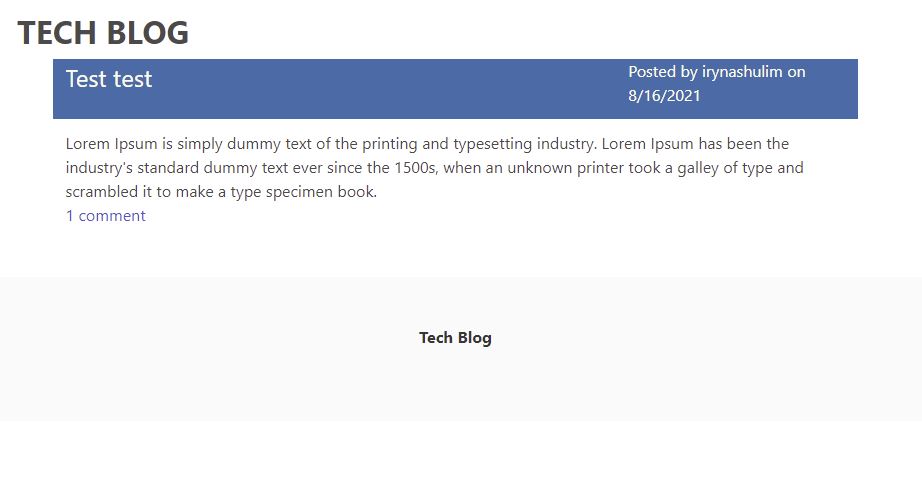 TECH BLOG
Test test
Posted by irynashulim on
8/16/2021
Lorem Ipsum is simply dummy text of the printing and typesetting industry. Lorem Ipsum has been the
industry's standard dummy text ever since the 1500s, when an unknown printer took a galley of type and
scrambled it to make a type specimen book.
1 comment
Tech Blog